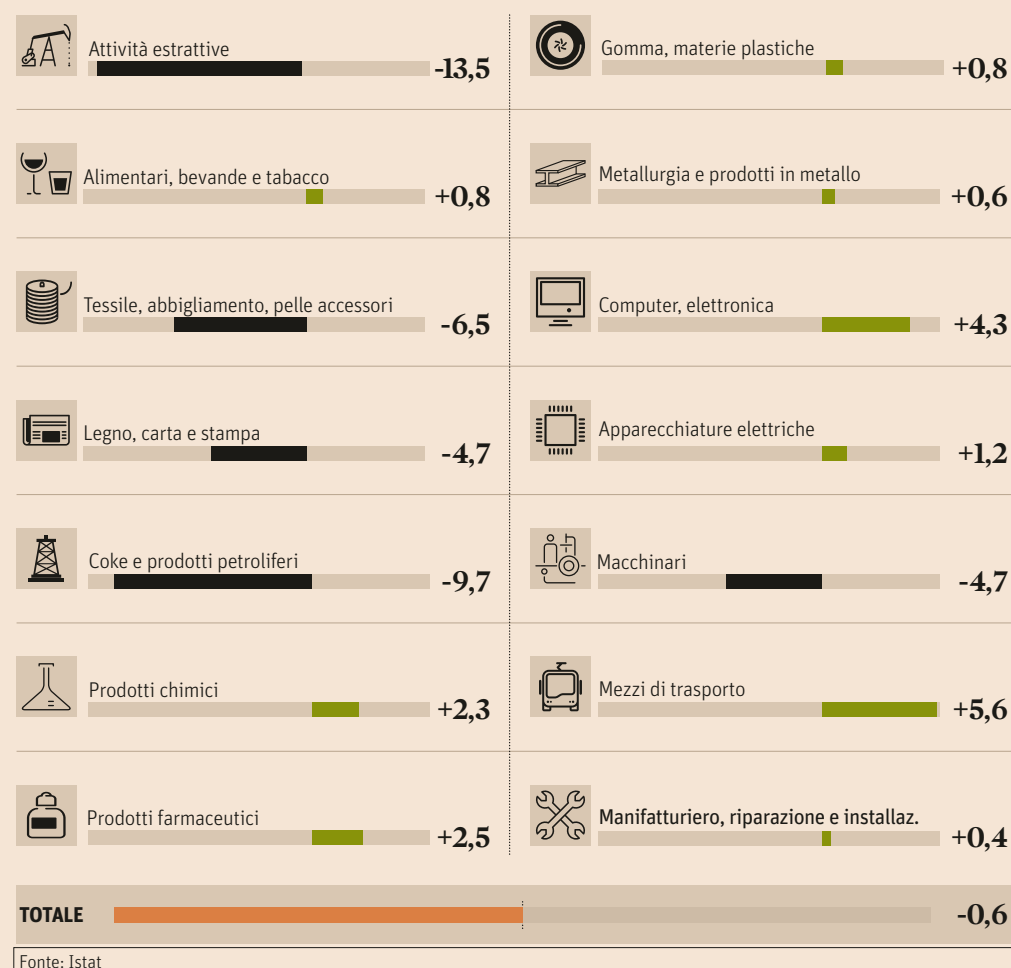 Attività estrattive
-13,5
Alimentari, bevande e tabacco
+0,8
Tessile, abbigliamento, pelle accessori
-6,5
Legno, carta e stampa
-4,7
Coke e prodotti petroliferi
-9,7
Prodotti chimici
+2,3
Prodotti farmaceutici
+2,5
Gomma, materie plastiche
+0,8
Metallurgia e prodotti in metallo
+0,6
Computer, elettronica
+4,3
Apparecchiature elettriche
+1,2
Macchinari
-4,7
Mezzi di trasporto
+5,6
Manifatturiero, riparazione e installaz.
+0,4
TOTALE
-0,6
Fonte: Istat